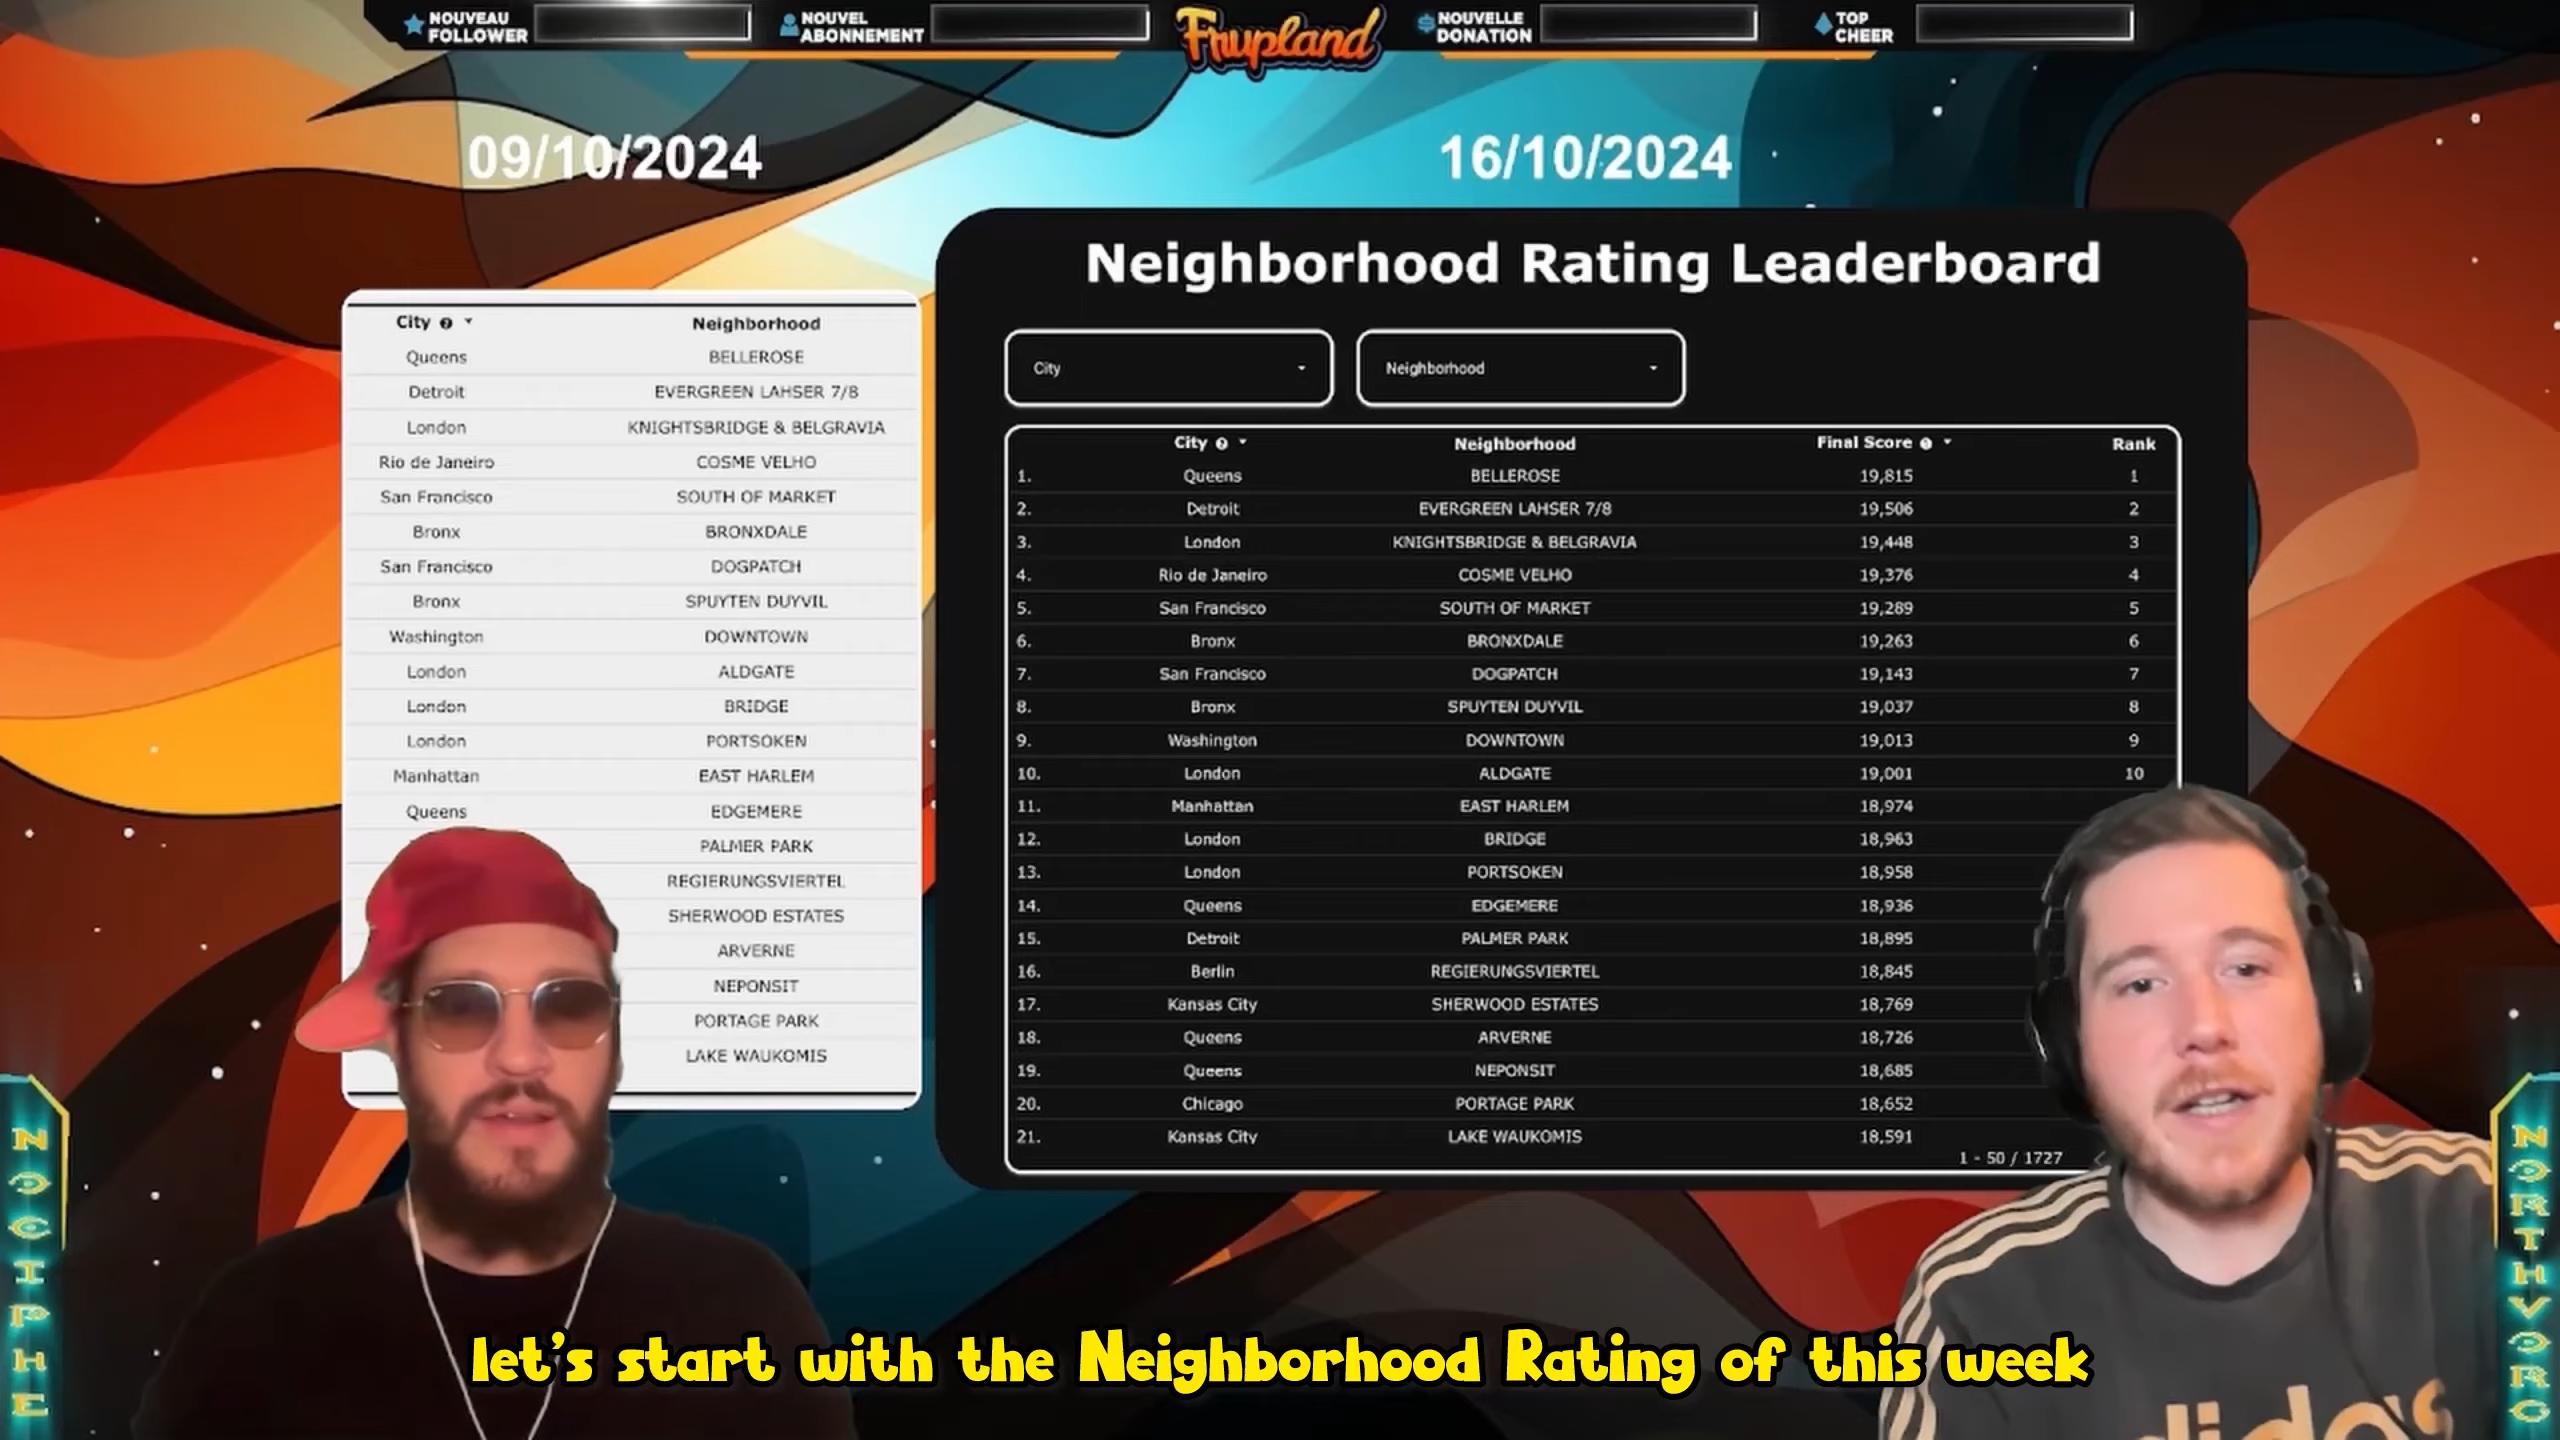 NOUVEAU FOLLOWER
NOUVEL ABONNEMENT
Frupland
NOUVELLE DONATION
TOP CHEER
09/10/2024
16/10/2024
City Neighborhood
Queens BELLEROSE
Detroit EVERGREEN LAHSER 7/8
London KNIGHTSBRIDGE & BELGRAVIA
Rio de Janeiro COSME VELHO
San Francisco SOUTH OF MARKET
Bronx BRONXDALE
San Francisco DOGPATCH
Bronx SPUYTEN DUYVIL
Washington DOWNTOWN
London ALDGATE
London BRIDGE
London PORTSOKEN
Manhattan EAST HARLEM
Queens EDGEMERE
PALMER PARK
REGIERUNGSVIERTEL
SHERWOOD ESTATES
ARVERNE
NEPONSIT
PORTAGE PARK
LAKE WAUKOMIS
Neighborhood Rating Leaderboard
City
Neighborhood
City Neighborhood Final Score Rank
1. Queens BELLEROSE 19,815 1
2. Detroit EVERGREEN LAHSER 7/8 19,506 2
3. London KNIGHTSBRIDGE & BELGRAVIA 19,448 3
4. Rio de Janeiro COSME VELHO 19,376 4
5. San Francisco SOUTH OF MARKET 19,289 5
6. Bronx BRONXDALE 19,263 6
7. San Francisco DOGPATCH 19,143 7
8. Bronx SPUYTEN DUYVIL 19,037 8
9. Washington DOWNTOWN 19,013 9
10. London ALDGATE 19,001 10
11. Manhattan EAST HARLEM 18,974
12. London BRIDGE 18,963
13. London PORTSOKEN 18,958
14. Queens EDGEMERE 18,936
15. Detroit PALMER PARK 18,895
16. Berlin REGIERUNGSVIERTEL 18,845
17. Kansas City SHERWOOD ESTATES 18,769
18. Queens ARVERNE 18,726
19. Queens NEPONSIT 18,685
20. Chicago PORTAGE PARK 18,652
21. Kansas City LAKE WAUKOMIS 18,591
1 - 50 / 1727
let's start with the Neighborhood Rating of this week
adidas